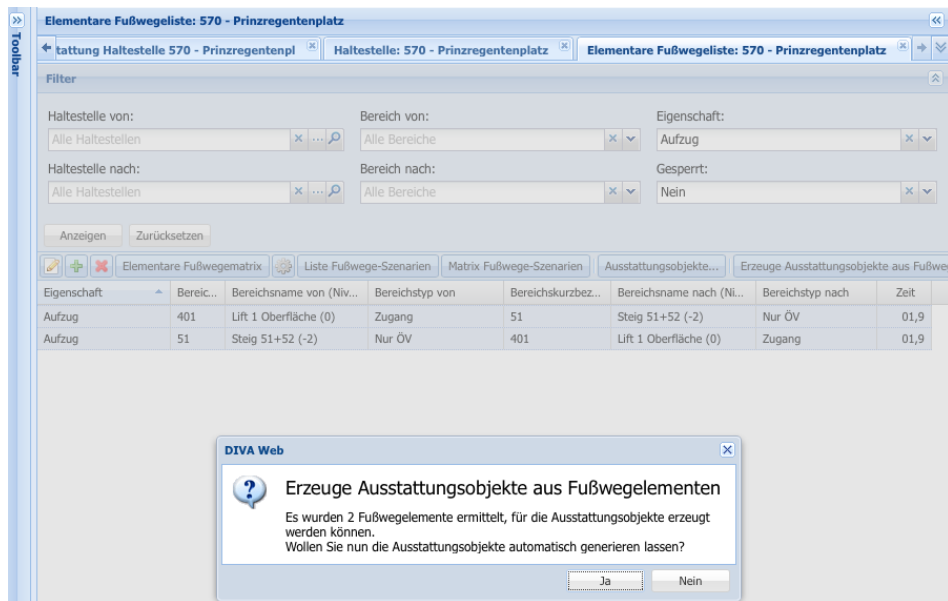 Elementare Fußwegeliste: 570 - Prinzregentenplatz
Toolbar
tattung Haltestelle 570 - Prinzregentenpl
Haltestelle: 570 - Prinzregentenplatz
Elementare Fußwegeliste: 570 - Prinzregentenplatz
Filter
Haltestelle von: Bereich von: Eigenschaft:
Alle Haltestellen Alle Bereiche Aufzug
Haltestelle nach: Bereich nach: Gesperrt:
Alle Haltestellen Alle Bereiche Nein
Anzeigen Zurücksetzen
Elementare Fußwegematrix Liste Fußwege-Szenarien Matrix Fußwege-Szenarien Ausstattungsobjekte... Erzeuge Ausstattungsobjekte aus Fußwe
Eigenschaft Bereic... Bereichsname von (Niv... Bereichstyp von Bereichskurzbez... Bereichsname nach (Ni... Bereichstyp nach Zeit
Aufzug 401 Lift 1 Oberfläche (0) Zugang 51 Steig 51+52 (-2) Nur ÖV 01,9
Aufzug 51 Steig 51+52 (-2) Nur ÖV 401 Lift 1 Oberfläche (0) Zugang 01,9
DIVA Web
Erzeuge Ausstattungsobjekte aus Fußwegelementen
Es wurden 2 Fußwegelemente ermittelt, für die Ausstattungsobjekte erzeugt
werden können.
Wollen Sie nun die Ausstattungsobjekte automatisch generieren lassen?
Ja Nein